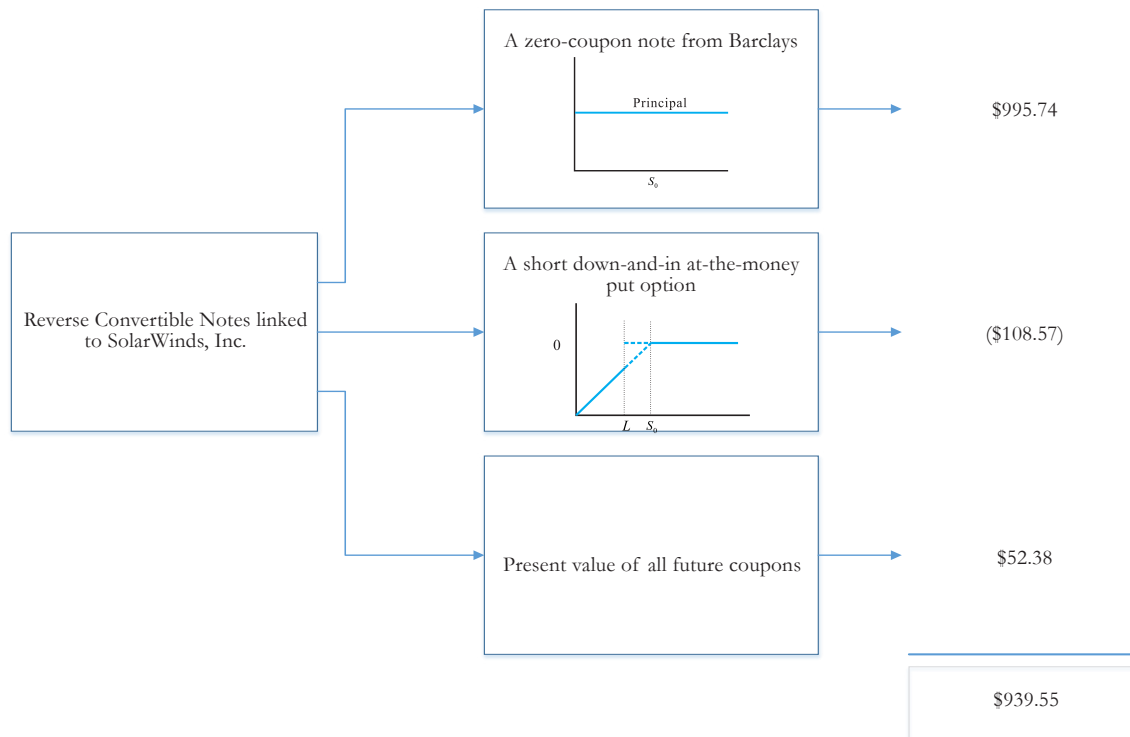 A zero-coupon note from Barclays
Principal
S₀
$995.74
Reverse Convertible Notes linked
to SolarWinds, Inc.
A short down-and-in at-the-money
put option
0
L S₀
($108.57)
Present value of all future coupons
$52.38
$939.55